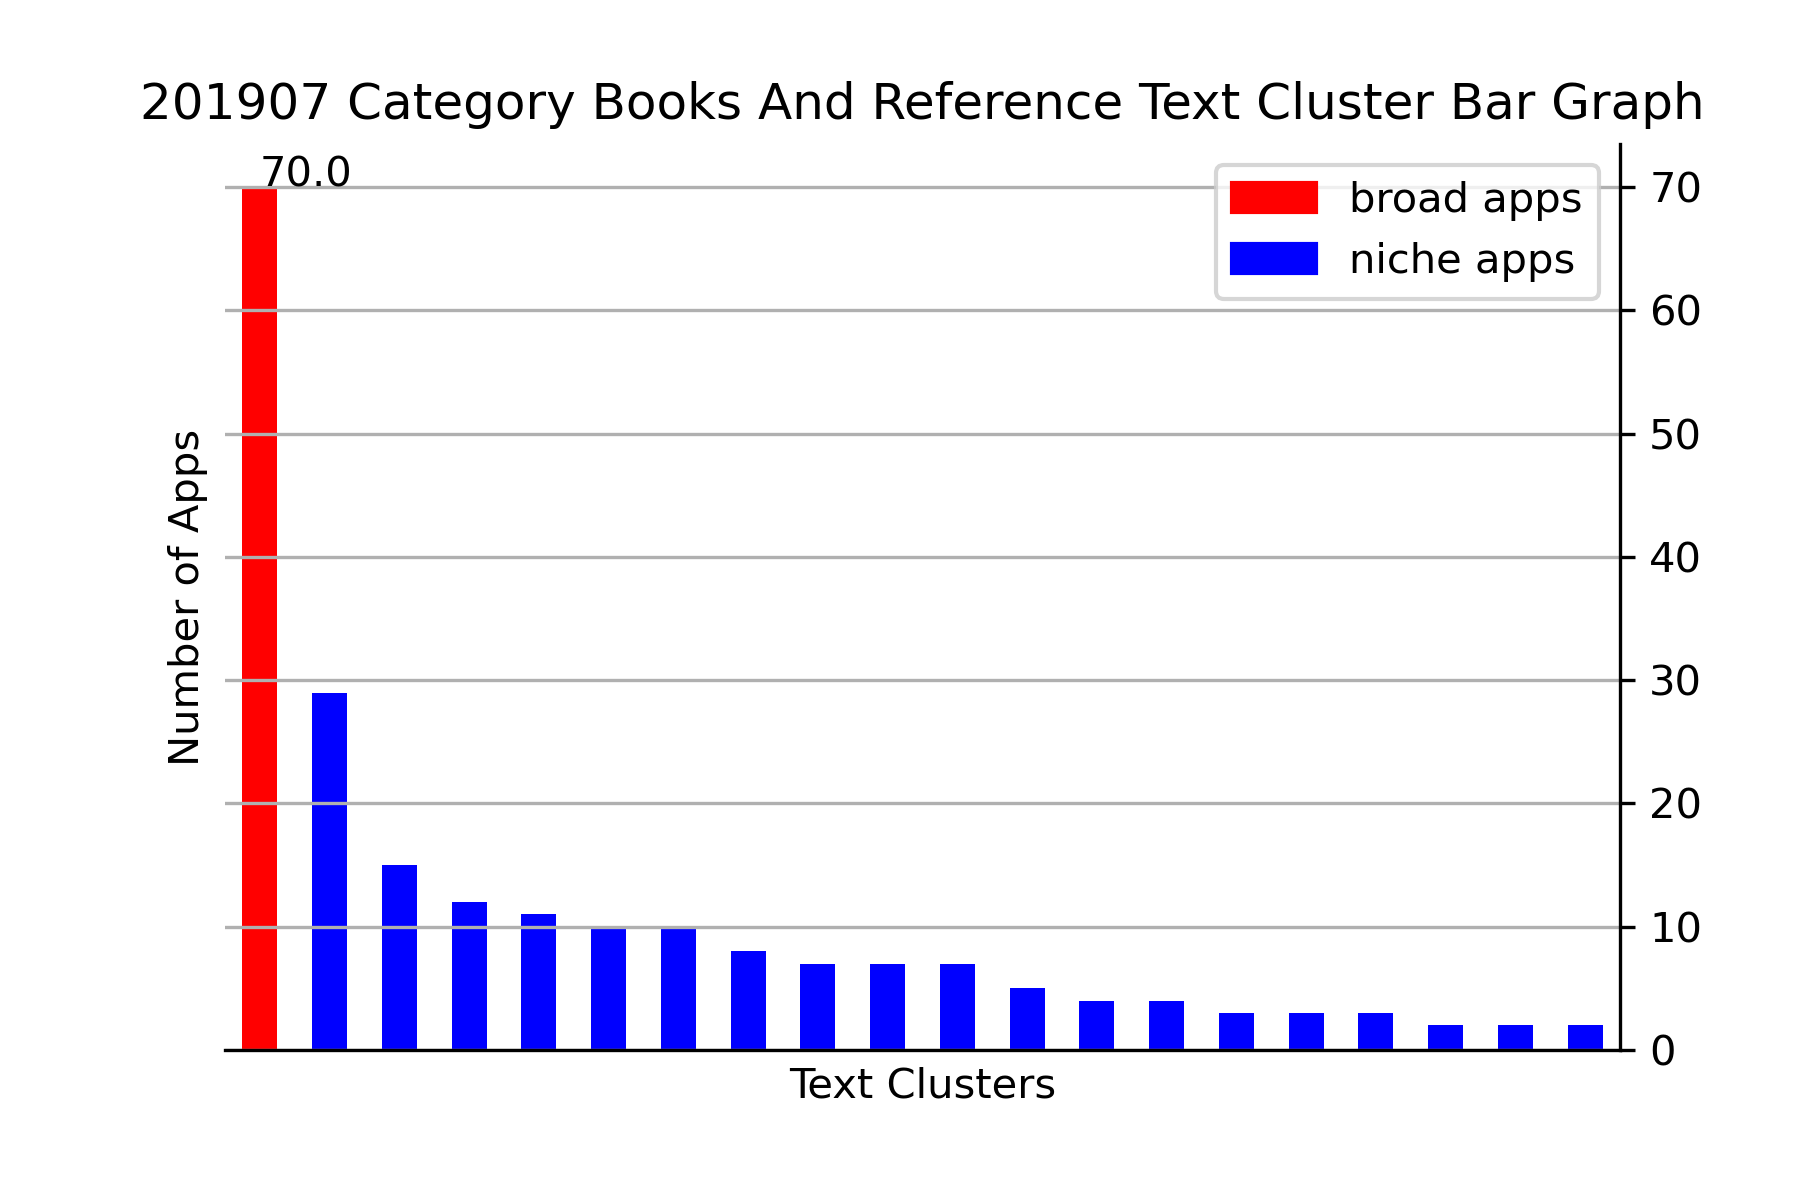 201907 Category Books And Reference Text Cluster Bar Graph
70.0
broad apps
niche apps
70
60
50
40
30
20
10
0
Number of Apps
Text Clusters